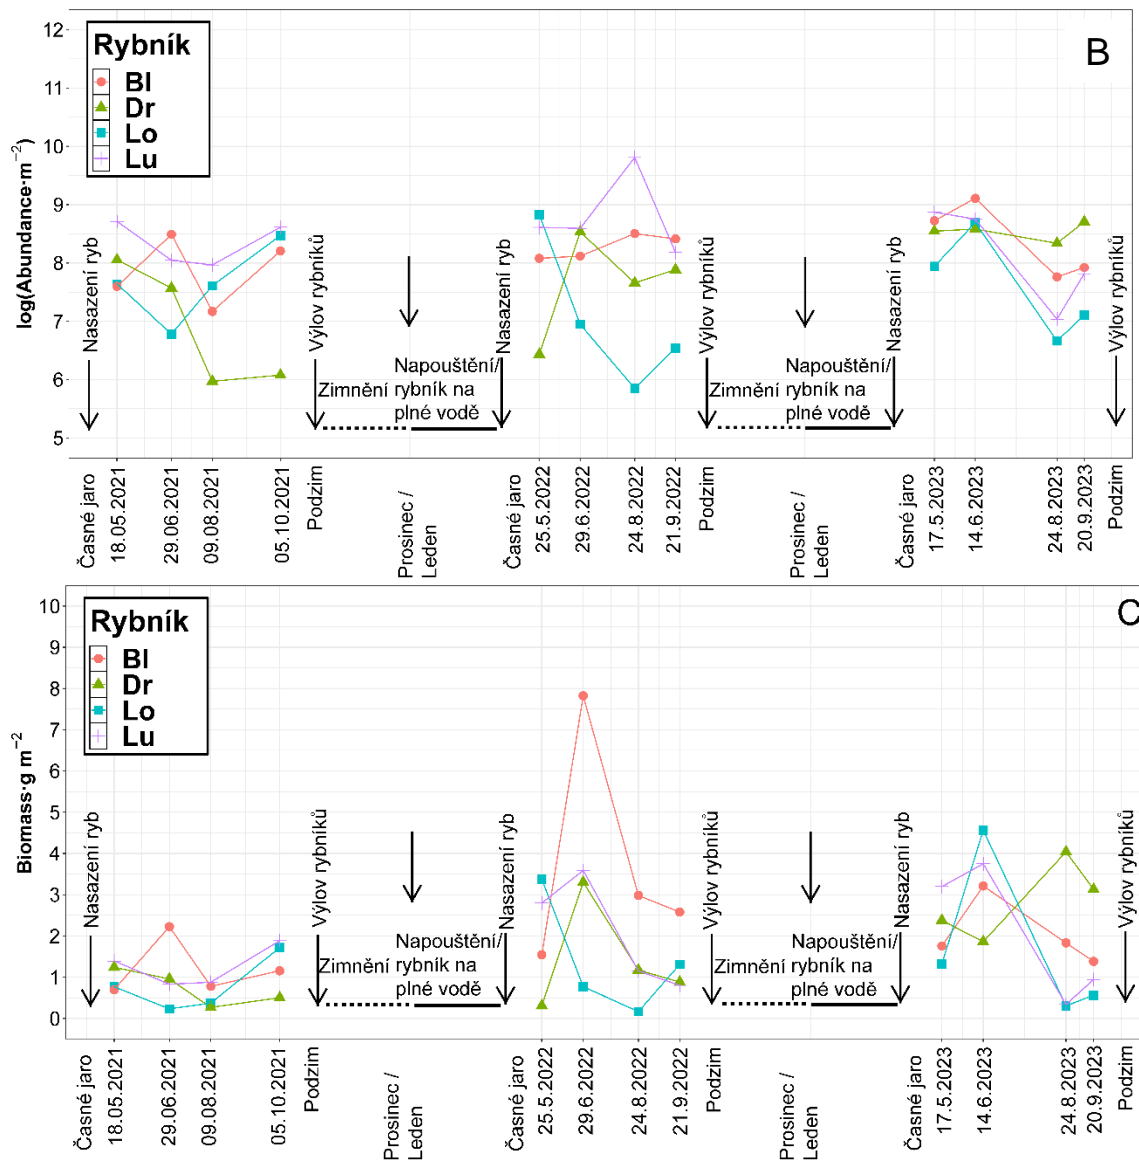 B
Rybník
Bl
Dr
Lo
Lu
12
11
10
9
8
7
6
5
log(Abundance·m⁻²)
Nasazení ryb
Výlov rybníků
Nasazení ryb
Výlov rybníků
Nasazení ryb
Výlov rybníků
Zimnění
Napouštění/
rybník na
plné vodě
Zimnění
Napouštění/
rybník na
plné vodě
Časné jaro
18.05.2021
29.06.2021
09.08.2021
05.10.2021
Podzim
Prosinec /
Leden
Časné jaro
25.5.2022
29.6.2022
24.8.2022
21.9.2022
Podzim
Prosinec /
Leden
Časné jaro
17.5.2023
14.6.2023
24.8.2023
20.9.2023
Podzim
C
Rybník
Bl
Dr
Lo
Lu
10
9
8
7
6
5
4
3
2
1
0
Biomass·g m⁻²
Nasazení ryb
Výlov rybníků
Nasazení ryb
Výlov rybníků
Nasazení ryb
Výlov rybníků
Zimnění
Napouštění/
rybník na
plné vodě
Zimnění
Napouštění/
rybník na
plné vodě
Časné jaro
18.05.2021
29.06.2021
09.08.2021
05.10.2021
Podzim
Prosinec /
Leden
Časné jaro
25.5.2022
29.6.2022
24.8.2022
21.9.2022
Podzim
Prosinec /
Leden
Časné jaro
17.5.2023
14.6.2023
24.8.2023
20.9.2023
Podzim